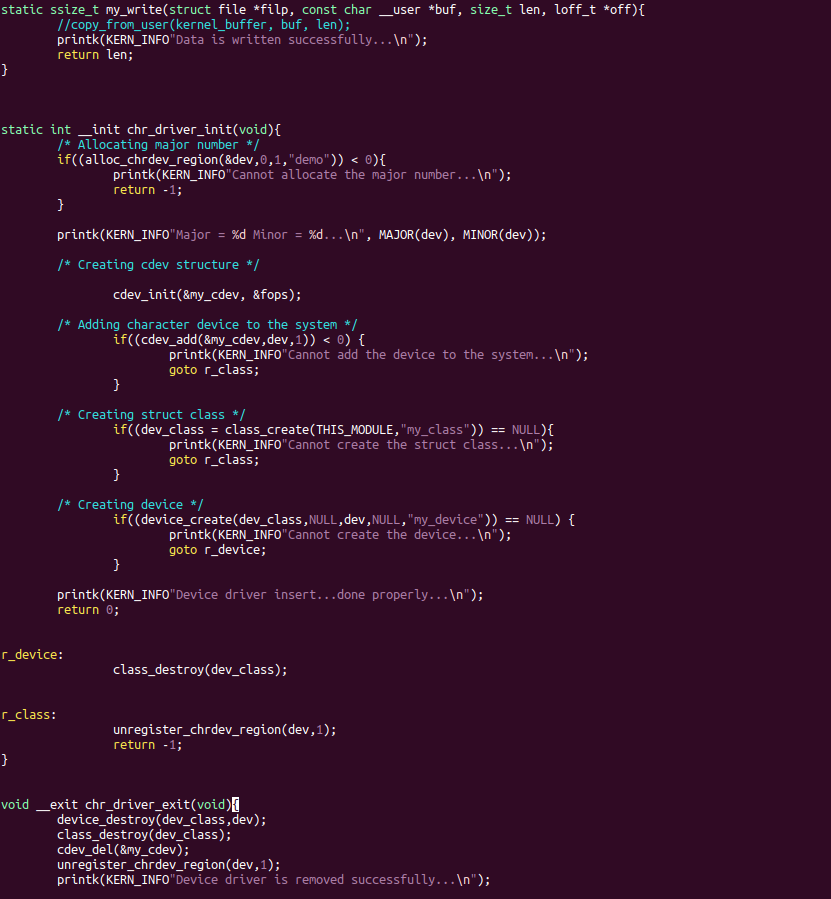 static ssize_t my_write(struct file *filp, const char __user *buf, size_t len, loff_t *off){
        //copy_from_user(kernel_buffer, buf, len);
        printk(KERN_INFO"Data is written successfully...\n");
        return len;
}

static int __init chr_driver_init(void){
        /* Allocating major number */
        if((alloc_chrdev_region(&dev,0,1,"demo")) < 0){
                printk(KERN_INFO"Cannot allocate the major number...\n");
                return -1;
        }

        printk(KERN_INFO"Major = %d Minor = %d...\n", MAJOR(dev), MINOR(dev));

        /* Creating cdev structure */

                cdev_init(&my_cdev, &fops);

        /* Adding character device to the system */
                if((cdev_add(&my_cdev,dev,1)) < 0) {
                        printk(KERN_INFO"Cannot add the device to the system...\n");
                        goto r_class;
                }

        /* Creating struct class */
                if((dev_class = class_create(THIS_MODULE,"my_class")) == NULL){
                        printk(KERN_INFO"Cannot create the struct class...\n");
                        goto r_class;
                }

        /* Creating device */
                if((device_create(dev_class,NULL,dev,NULL,"my_device")) == NULL) {
                        printk(KERN_INFO"Cannot create the device...\n");
                        goto r_device;
                }

        printk(KERN_INFO"Device driver insert...done properly...\n");
        return 0;

r_device:
                class_destroy(dev_class);

r_class:
                unregister_chrdev_region(dev,1);
                return -1;
}

void __exit chr_driver_exit(void){
        device_destroy(dev_class,dev);
        class_destroy(dev_class);
        cdev_del(&my_cdev);
        unregister_chrdev_region(dev,1);
        printk(KERN_INFO"Device driver is removed successfully...\n");